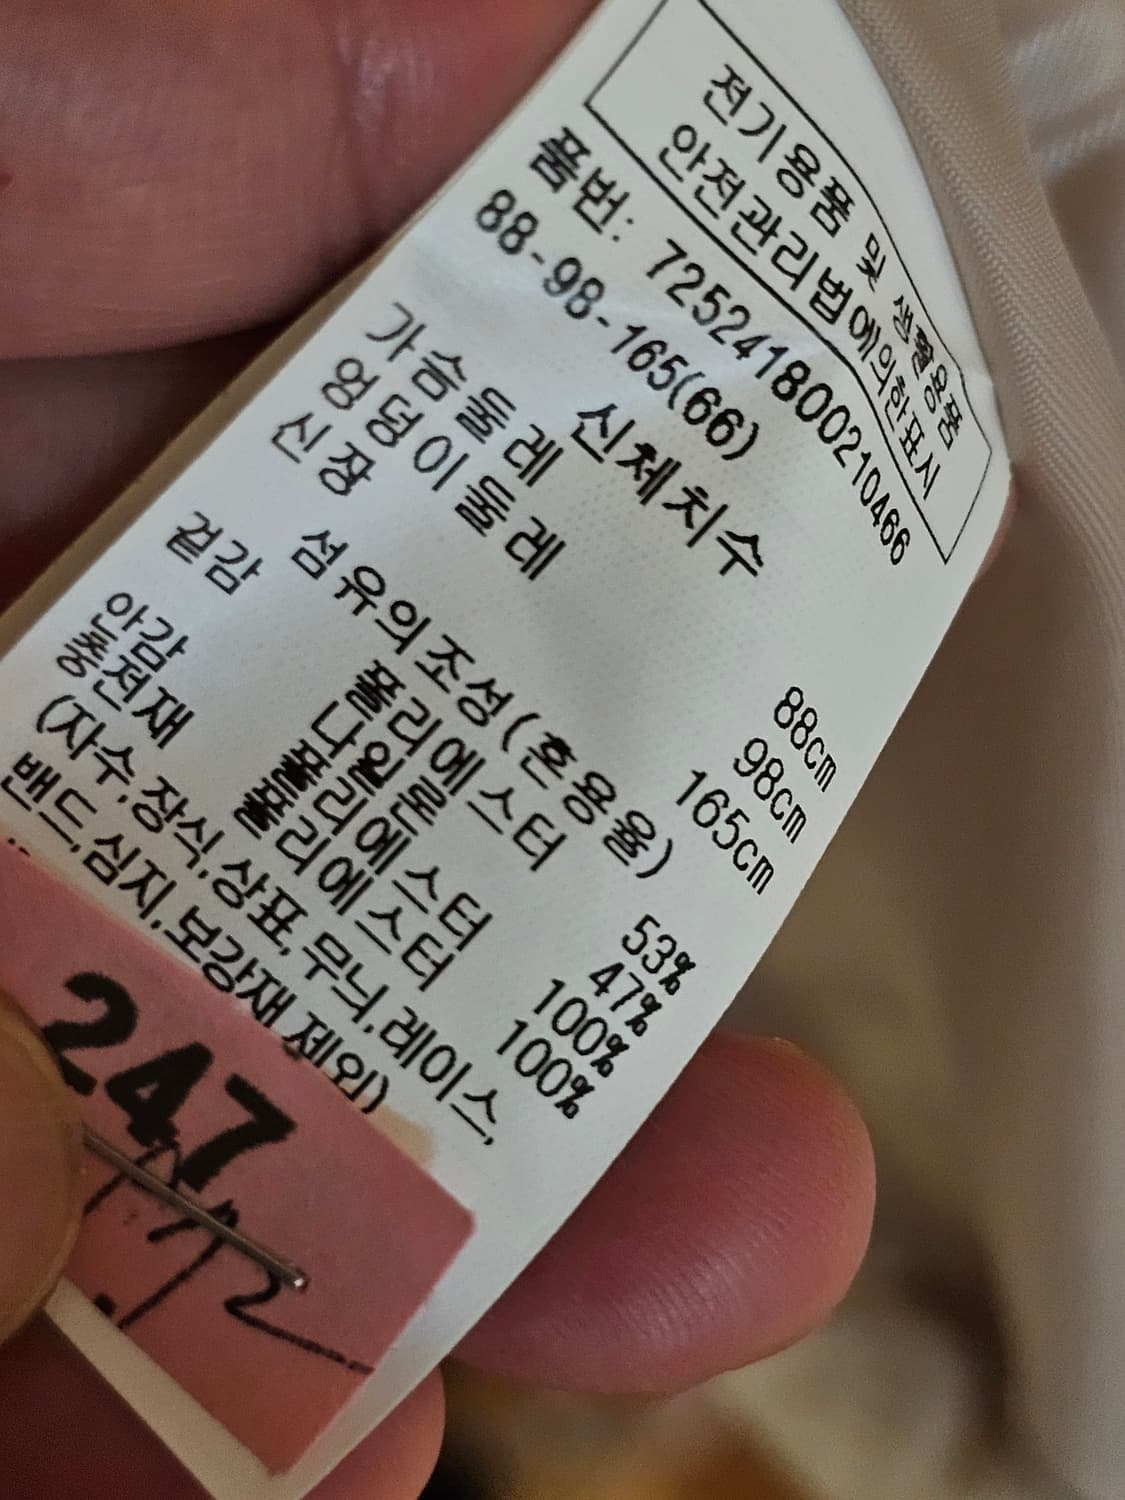 전기용품 및 생활용품
안전관리법에의한표시
품번: 725241800210466
88-98-165(66)
신체치수
가슴둘레 88cm
엉덩이둘레 98cm
신장 165cm
섬유의조성(혼용율)
겉감 폴리에스터 53%
나일론 47%
안감 폴리에스터 100%
충전재 폴리에스터 100%
(자수,장식,상표,무늬,레이스,
밴드,심지,보강재 제외)
247